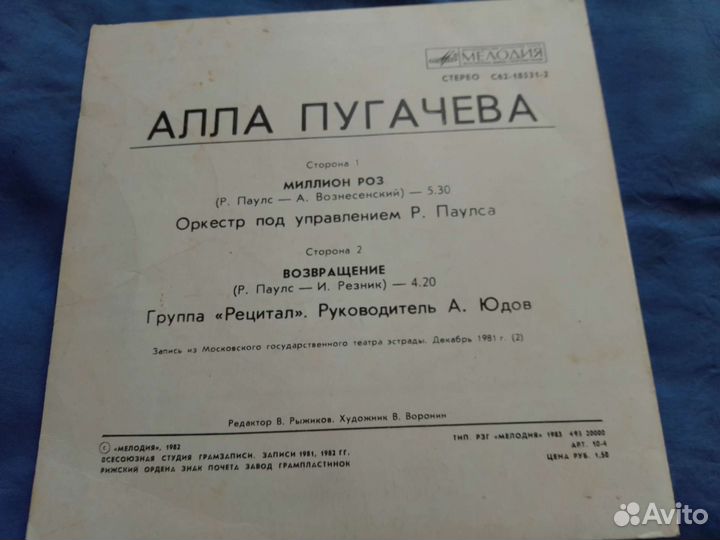 МЕЛОДИЯ
СТЕРЕО С62-18531-2
АЛЛА ПУГАЧЕВА
Сторона 1
МИЛЛИОН РОЗ
(Р. Паулс — А. Вознесенский) — 5.30
Оркестр под управлением Р. Паулса
Сторона 2
ВОЗВРАЩЕНИЕ
(Р. Паулс — И. Резник) — 4.20
Группа «Рецитал». Руководитель А. Юдов
Запись из Московского государственного театра эстрады. Декабрь 1981 г. (2)
Редактор В. Рыжиков. Художник В. Воронин
© «МЕЛОДИЯ», 1982
ВСЕСОЮЗНАЯ СТУДИЯ ГРАМЗАПИСИ. ЗАПИСИ 1981, 1982 ГГ.
РИЖСКИЙ ОРДЕНА ЗНАК ПОЧЕТА ЗАВОД ГРАМПЛАСТИНОК
ТИП. РЗГ «МЕЛОДИЯ» 1983 493 20000
АРТ. 10-4
ЦЕНА РУБ. 1,50
Avito